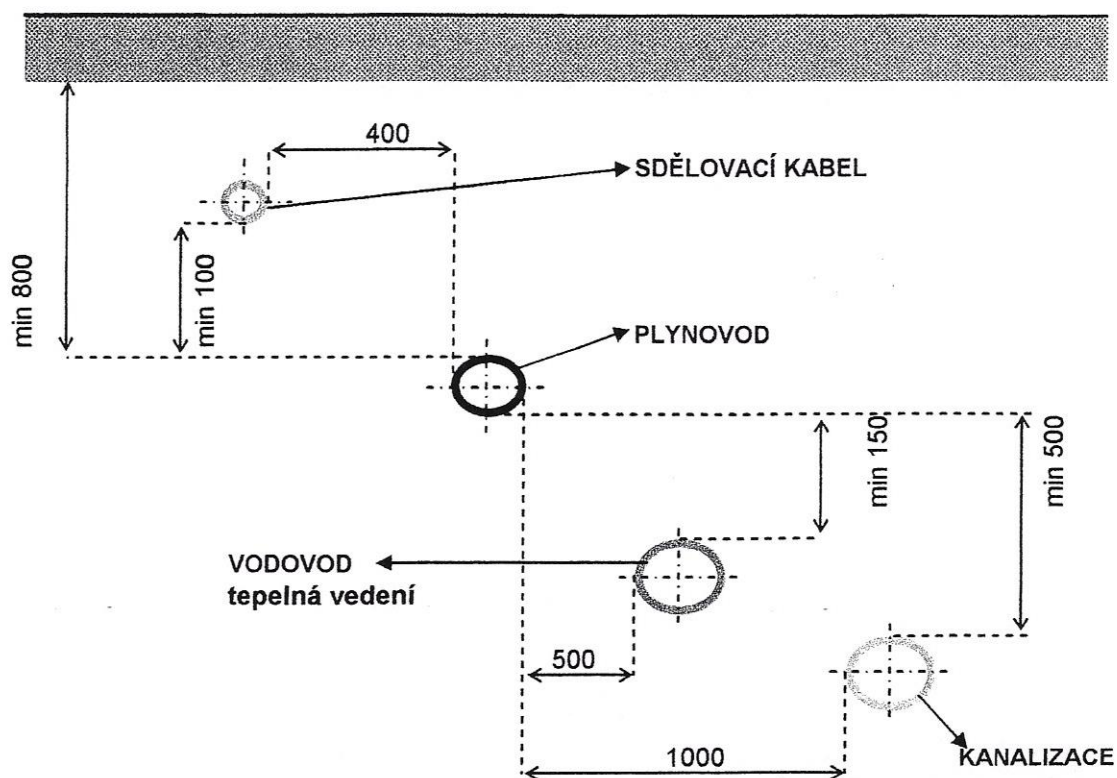 400
SDĚLOVACÍ KABEL
min 800
min 100
PLYNOVOD
min 150
min 500
VODOVOD
tepelná vedení
500
1000
KANALIZACE